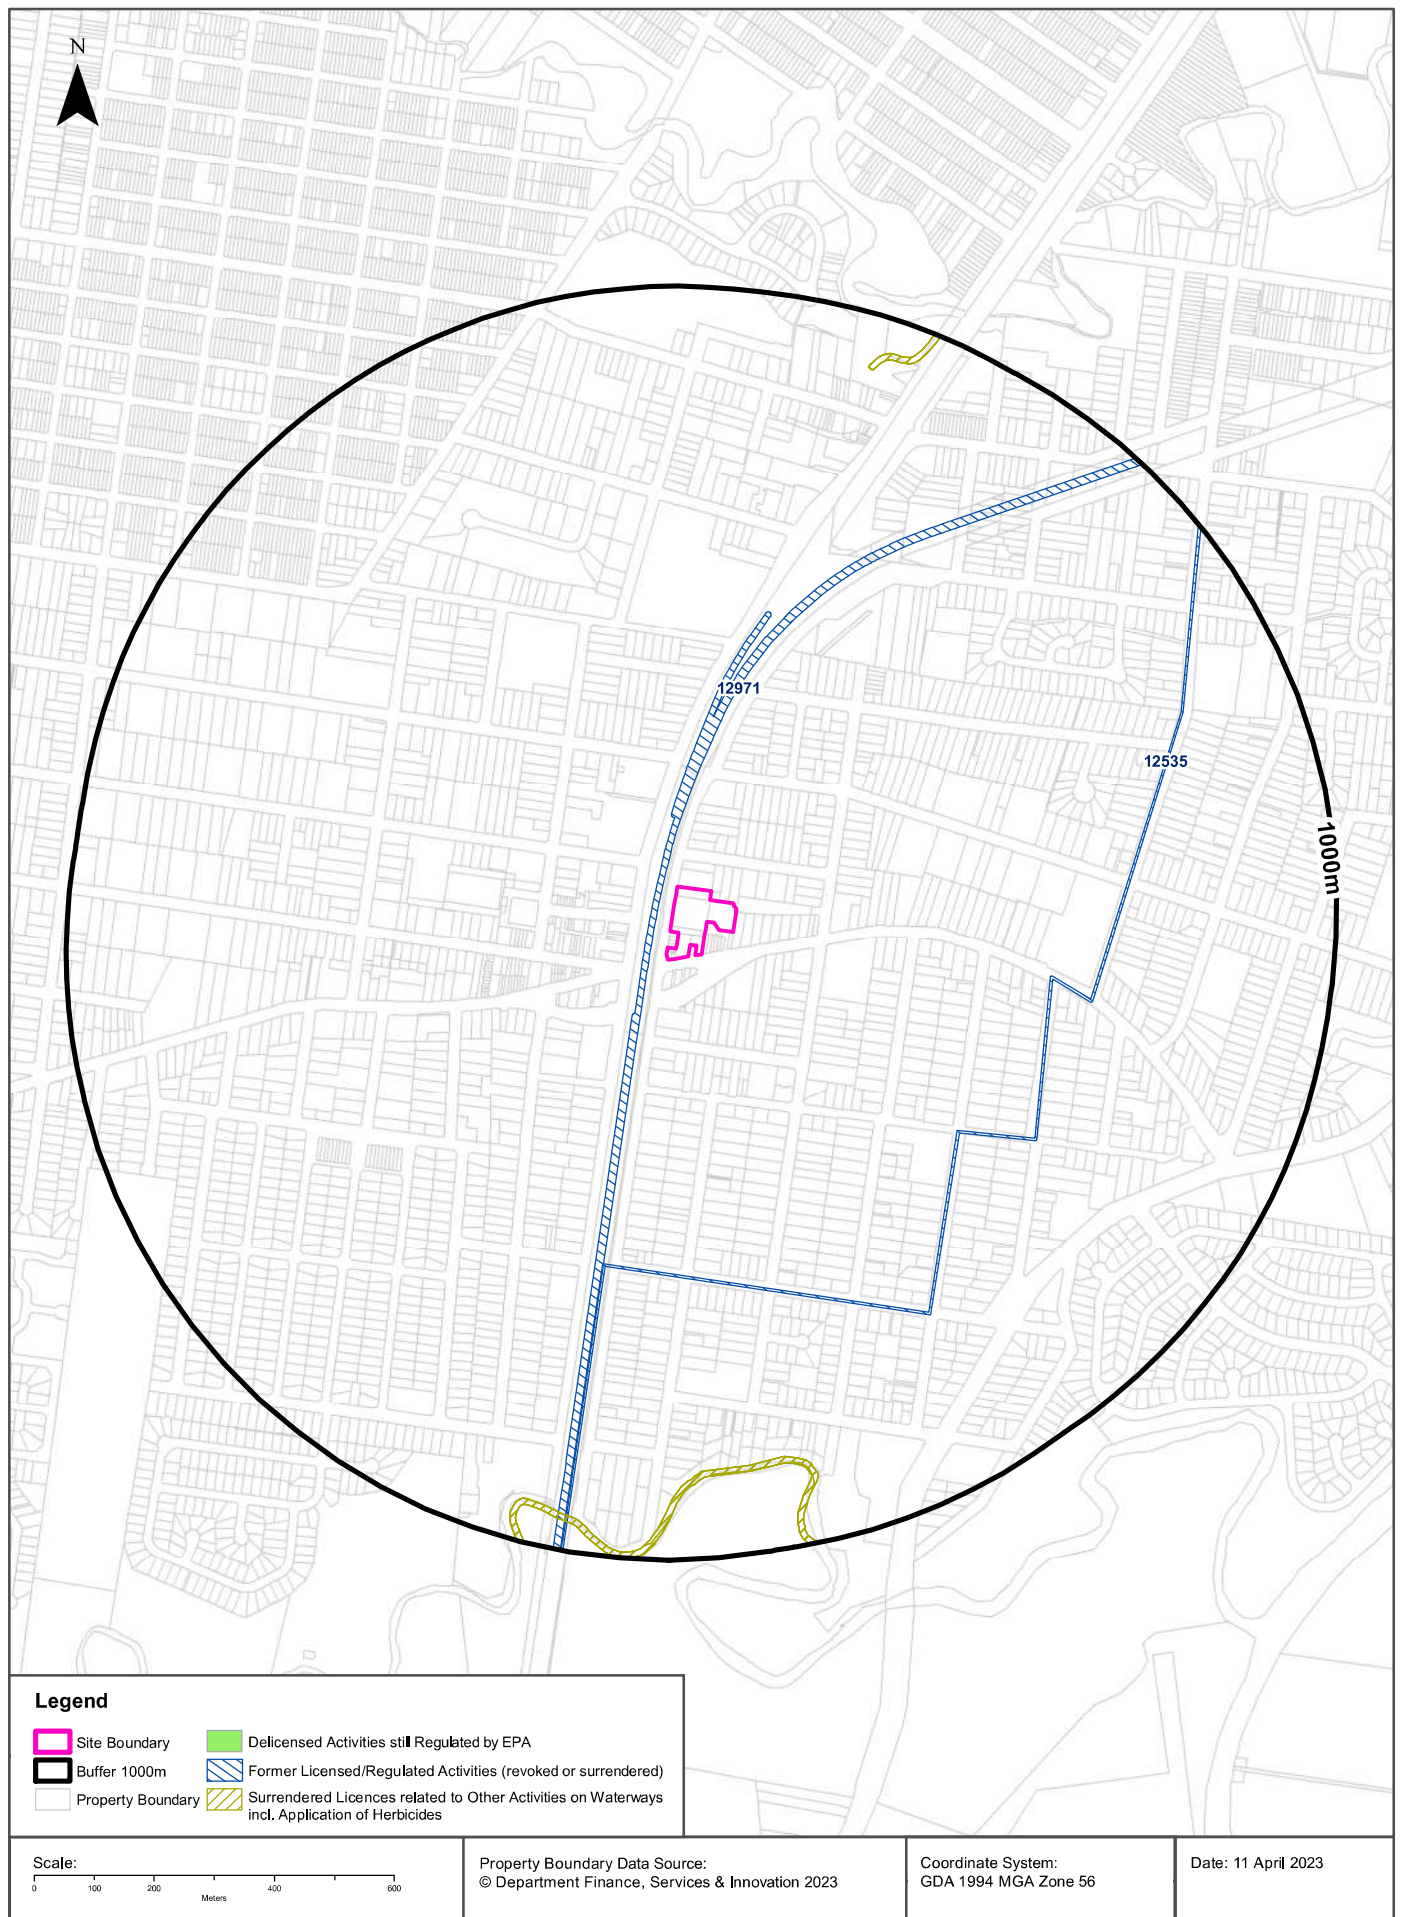 N
12971
12535
1000m
Legend
Site Boundary
Buffer 1000m
Property Boundary
Delicensed Activities still Regulated by EPA
Former Licensed/Regulated Activities (revoked or surrendered)
Surrendered Licences related to Other Activities on Waterways
incl. Application of Herbicides
Scale:
0 100 200 400 600
Meters
Property Boundary Data Source:
© Department Finance, Services & Innovation 2023
Coordinate System:
GDA 1994 MGA Zone 56
Date: 11 April 2023